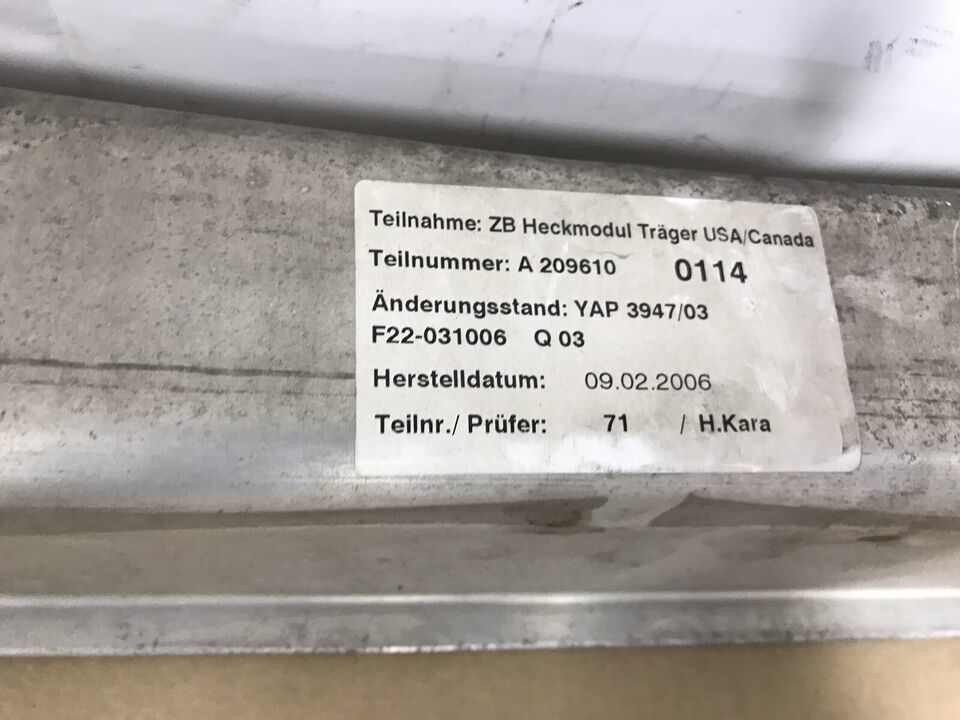 Teilnahme: ZB Heckmodul Träger USA/Canada
Teilnummer: A 209610 0114
Änderungsstand: YAP 3947/03
F22-031006 Q 03
Herstelldatum: 09.02.2006
Teilnr./ Prüfer: 71 / H.Kara